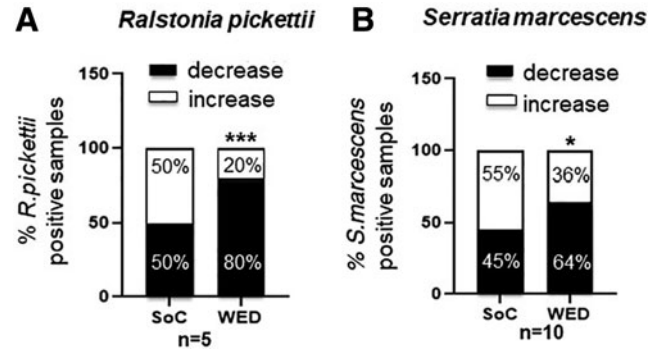 A
Ralstonia pickettii
decrease
increase
% R.pickettii
positive samples
150
100
50
0
***
50%
20%
50%
80%
SoC
WED
n=5
B
Serratia marcescens
decrease
increase
% S.marcescens
positive samples
150
100
50
0
*
55%
36%
45%
64%
SoC
WED
n=10